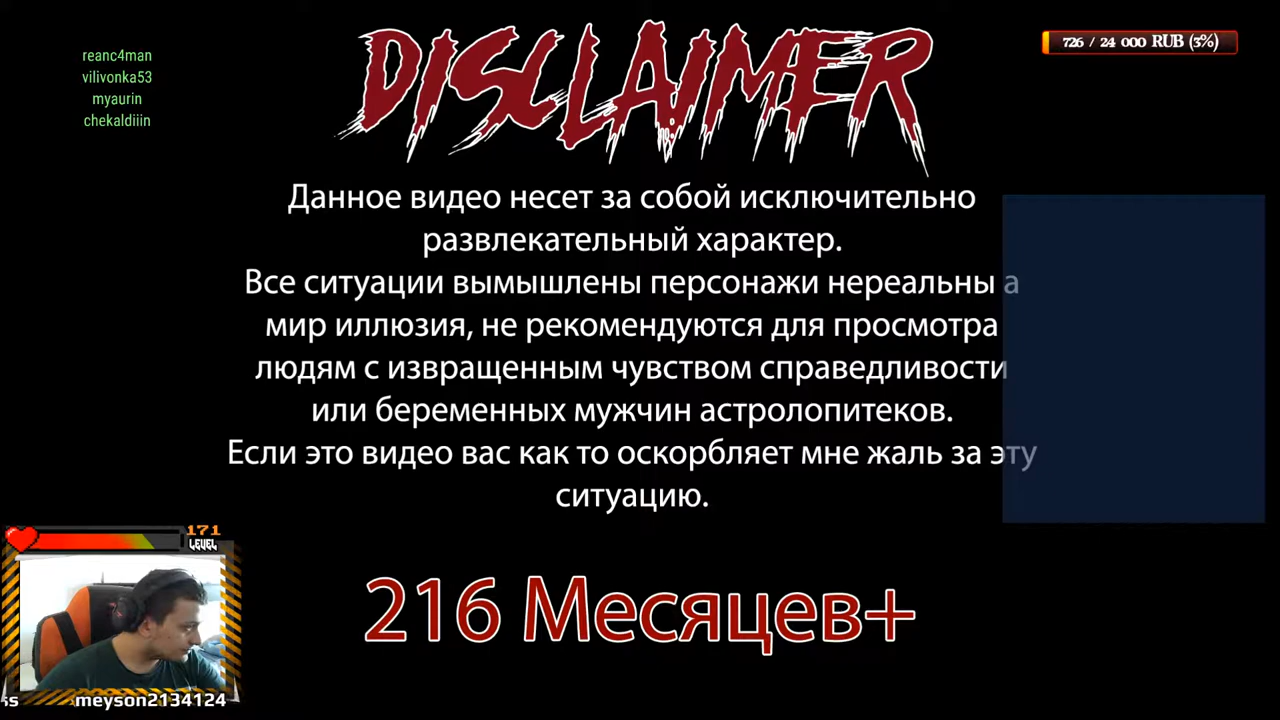 reanc4man
vilivonka53
myaurin
chekaldiiin
DISCLAIMER
726 / 24 000 RUB (3%)
Данное видео несет за собой исключительно
развлекательный характер.
Все ситуации вымышлены персонажи нереальны а
мир иллюзия, не рекомендуются для просмотра
людям с извращенным чувством справедливости
или беременных мужчин астролопитеков.
Если это видео вас как то оскорбляет мне жаль за эту
ситуацию.
216 Месяцев+
171
LEVEL
meyson2134124